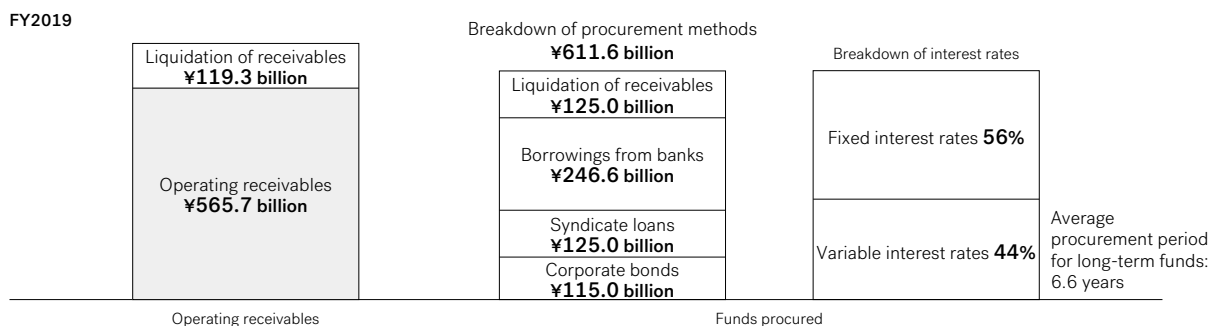 FY2019
Liquidation of receivables
¥119.3 billion
Operating receivables
¥565.7 billion
Operating receivables
Breakdown of procurement methods
¥611.6 billion
Liquidation of receivables
¥125.0 billion
Borrowings from banks
¥246.6 billion
Syndicate loans
¥125.0 billion
Corporate bonds
¥115.0 billion
Breakdown of interest rates
Fixed interest rates 56%
Variable interest rates 44%
Average
procurement period
for long-term funds:
6.6 years
Funds procured